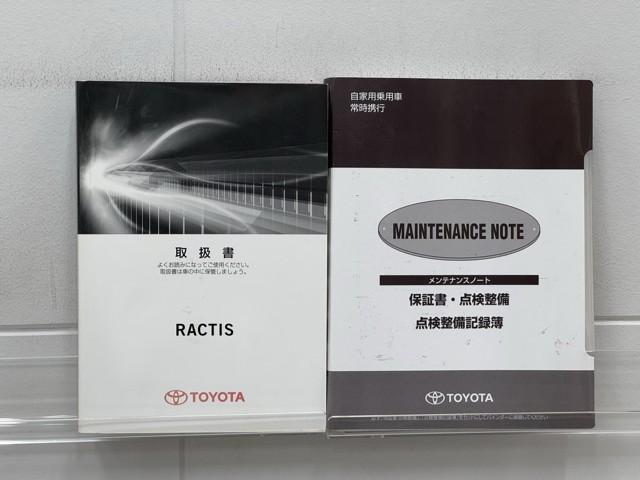 取扱書
よくお読みになってご使用ください。
取扱書は車の中に保管しましょう。
RACTIS
TOYOTA
自家用乗用車
常時携行
MAINTENANCE NOTE
メンテナンスノート
保証書・点検整備
点検整備記録簿
TOYOTA